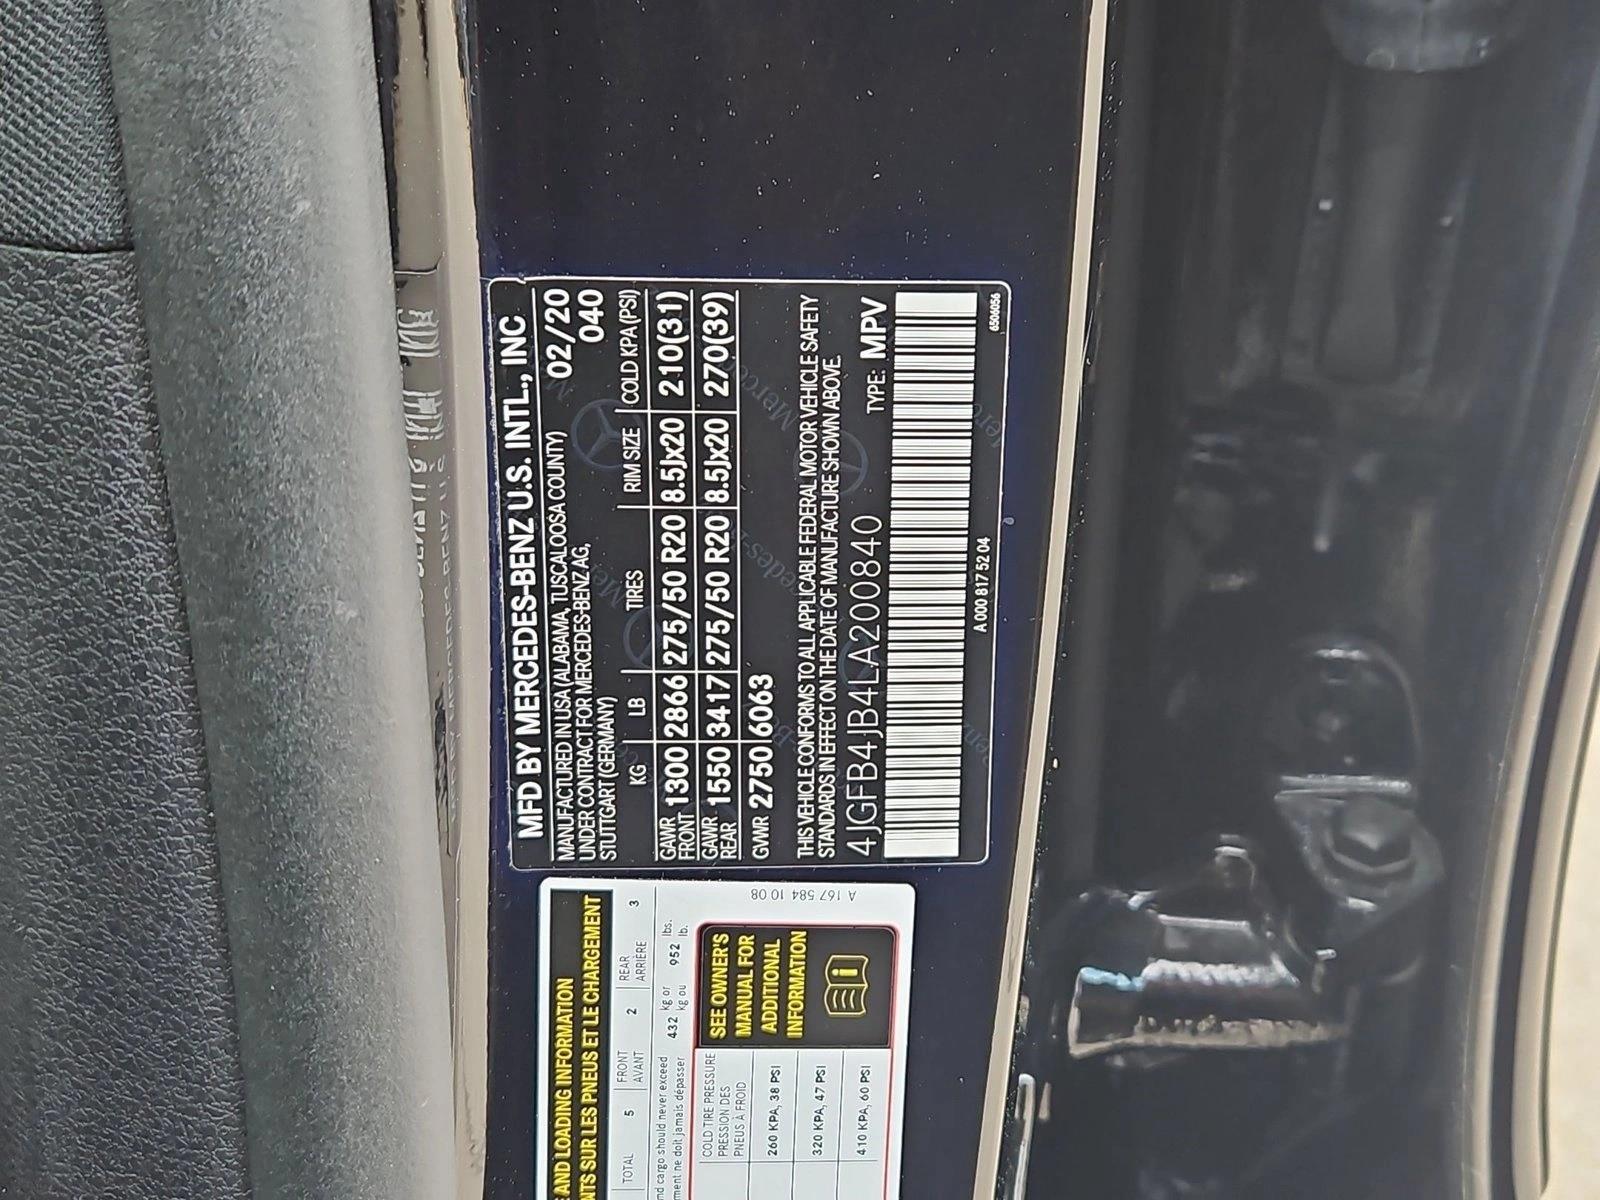 MFD BY MERCEDES-BENZ U.S. INTL., INC
MANUFACTURED IN USA (ALABAMA, TUSCALOOSA COUNTY) 02/20
UNDER CONTRACT FOR MERCEDES-BENZ AG, 040
STUTTGART (GERMANY)
KG LB TIRES RIM SIZE COLD KPA (PSI)
GAWR FRONT 1300 2866 275/50 R20 8.5Jx20 210(31)
GAWR REAR 1550 3417 275/50 R20 8.5Jx20 270(39)
GVWR 2750 6063
THIS VEHICLE CONFORMS TO ALL APPLICABLE FEDERAL MOTOR VEHICLE SAFETY
STANDARDS IN EFFECT ON THE DATE OF MANUFACTURE SHOWN ABOVE.
4JGFB4JB4LA200840 TYPE: MPV
A 000 817 52 04 6506056
AND LOADING INFORMATION
SUR LES PNEUS ET LE CHARGEMENT
TOTAL 5 FRONT 2 REAR 3
AVANT ARRIÈRE
cargo should never exceed 432 kg or 952 lbs.
ne doit jamais dépasser kg ou lb.
COLD TIRE PRESSURE
PRESSION DES
PNEUS À FROID
260 KPA, 38 PSI
320 KPA, 47 PSI
410 KPA, 60 PSI
SEE OWNER'S
MANUAL FOR
ADDITIONAL
INFORMATION
A 167 584 10 08